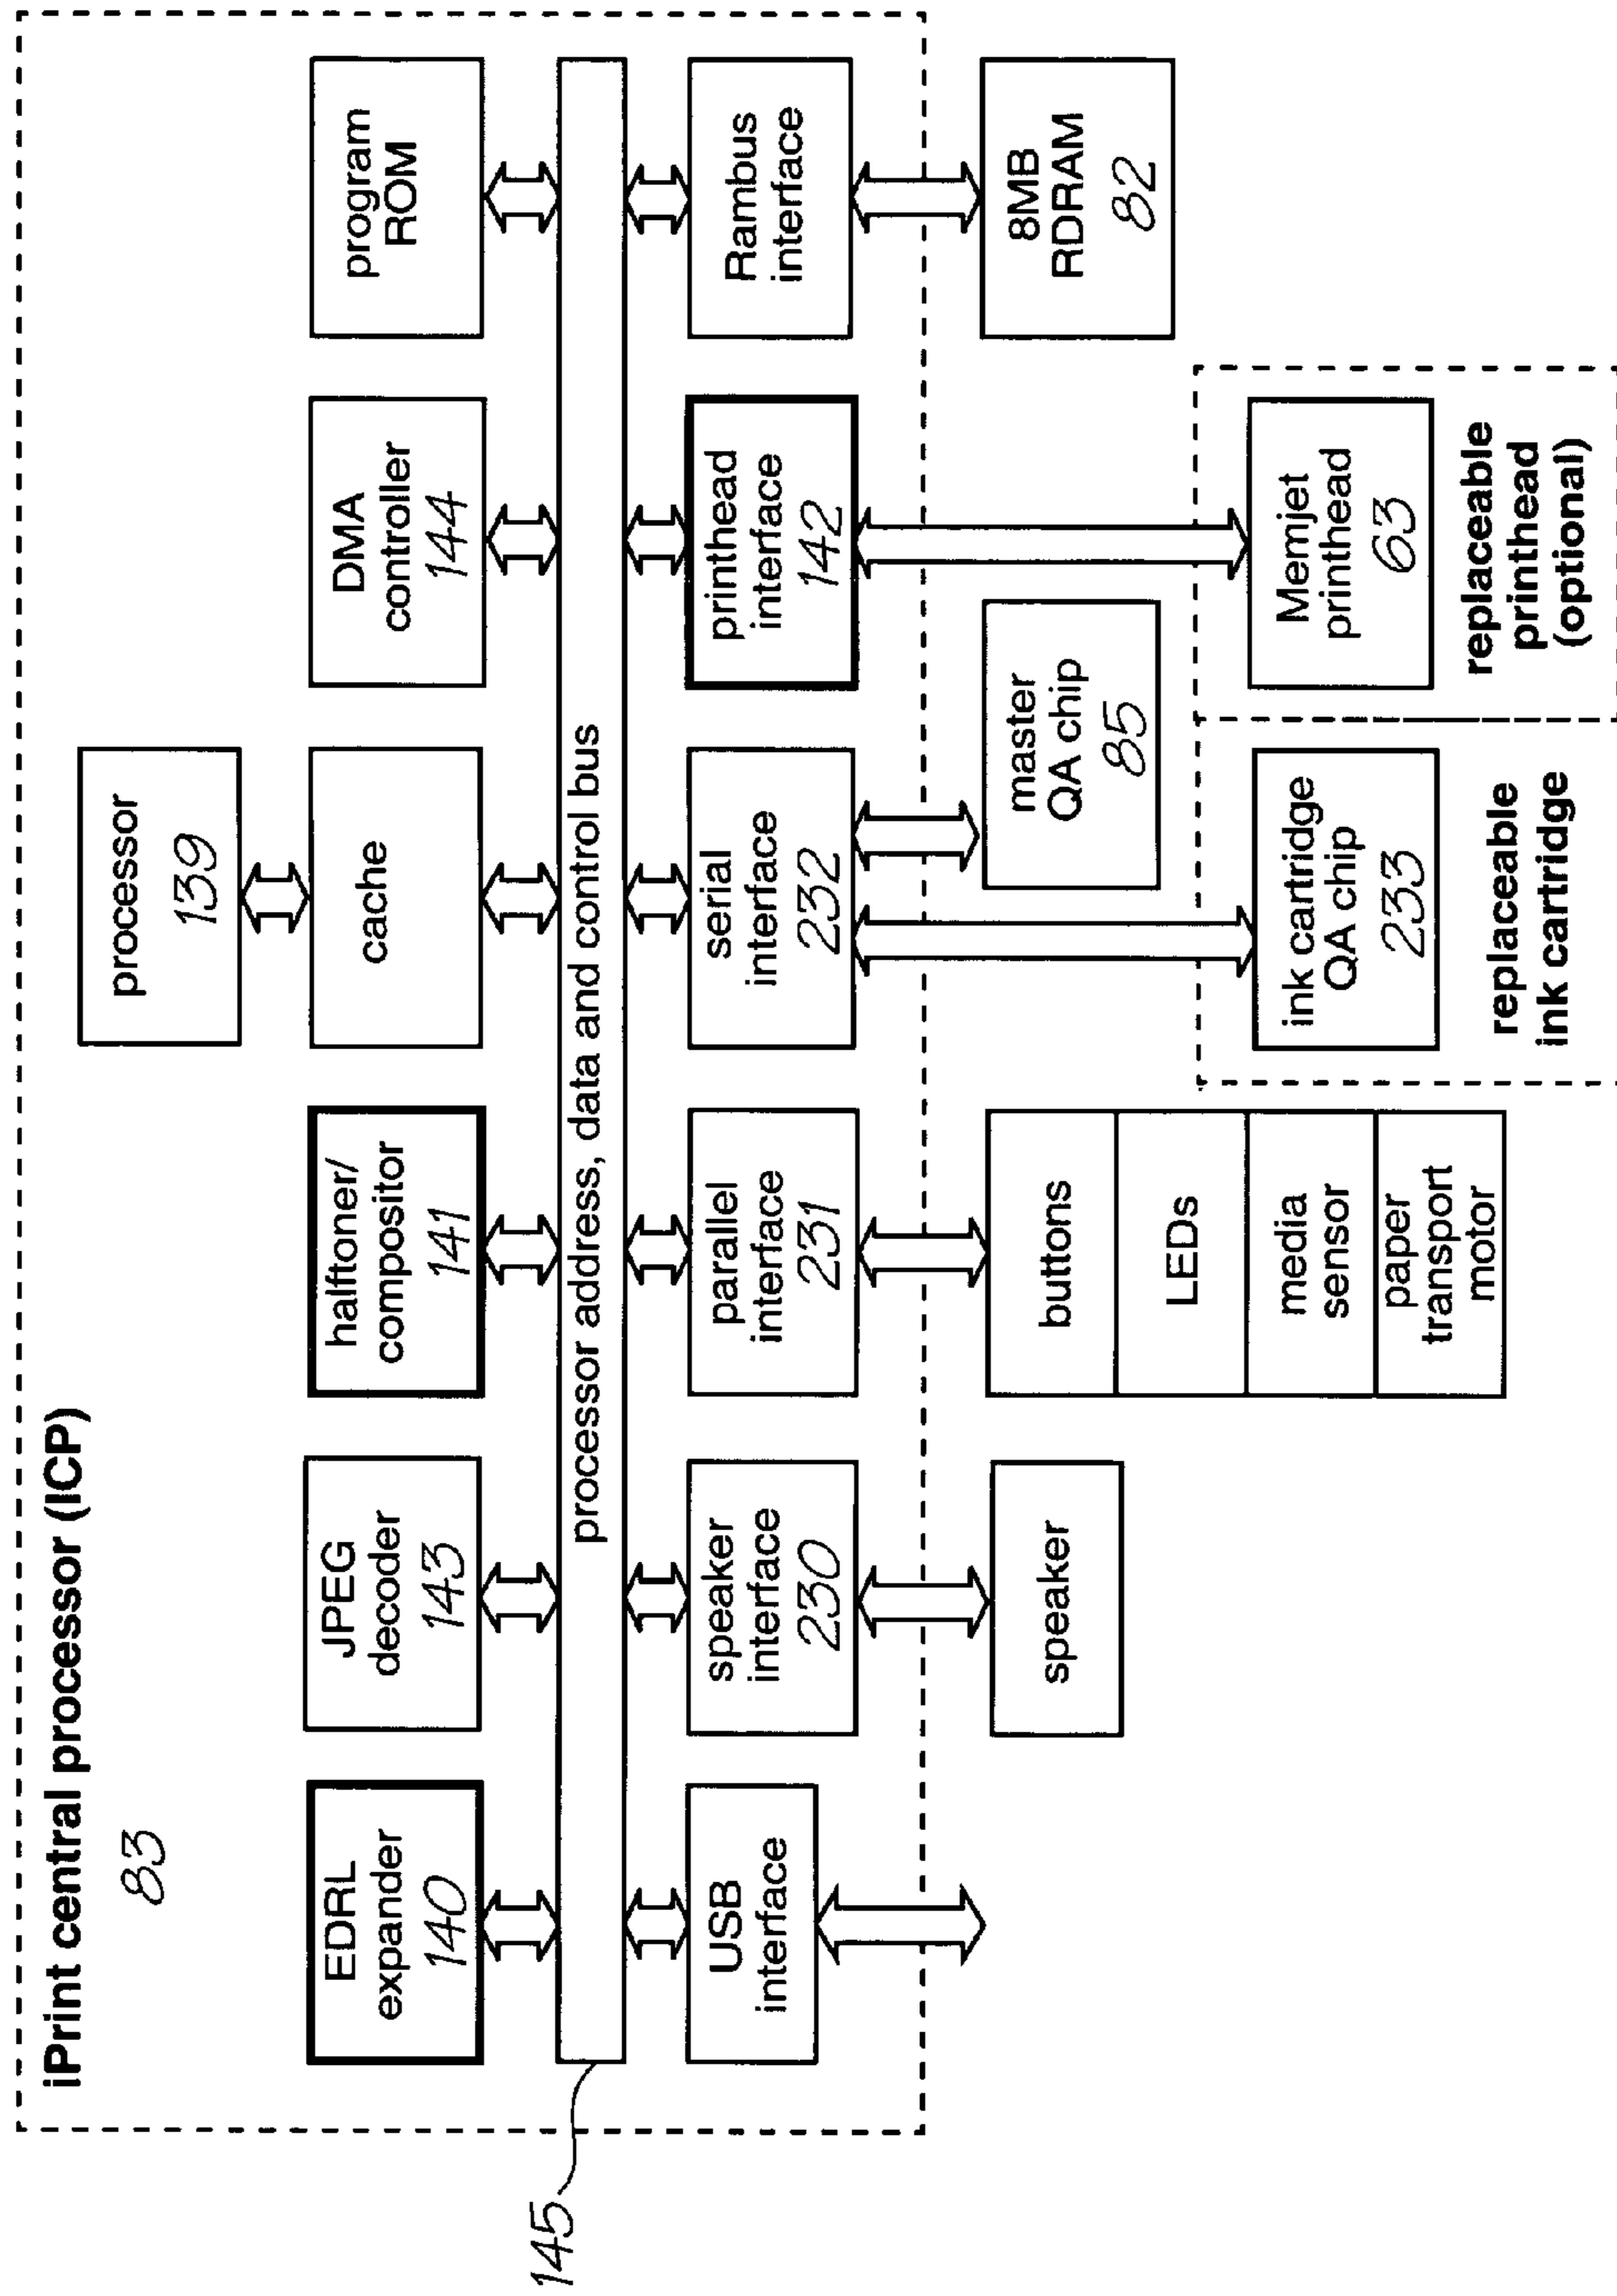 iPrint central processor (ICP)
83
processor
139
EDRL
expander
140
JPEG
decoder
143
halftoner/
compositor
141
cache
DMA
controller
144
program
ROM
145
processor address, data and control bus
USB
interface
speaker
interface
230
parallel
interface
231
serial
interface
232
printhead
interface
142
Rambus
interface
speaker
buttons
LEDs
media
sensor
paper
transport
motor
master
QA chip
85
8MB
RDRAM
82
ink cartridge
QA chip
233
replaceable
ink cartridge
Memjet
printhead
63
replaceable
printhead
(optional)